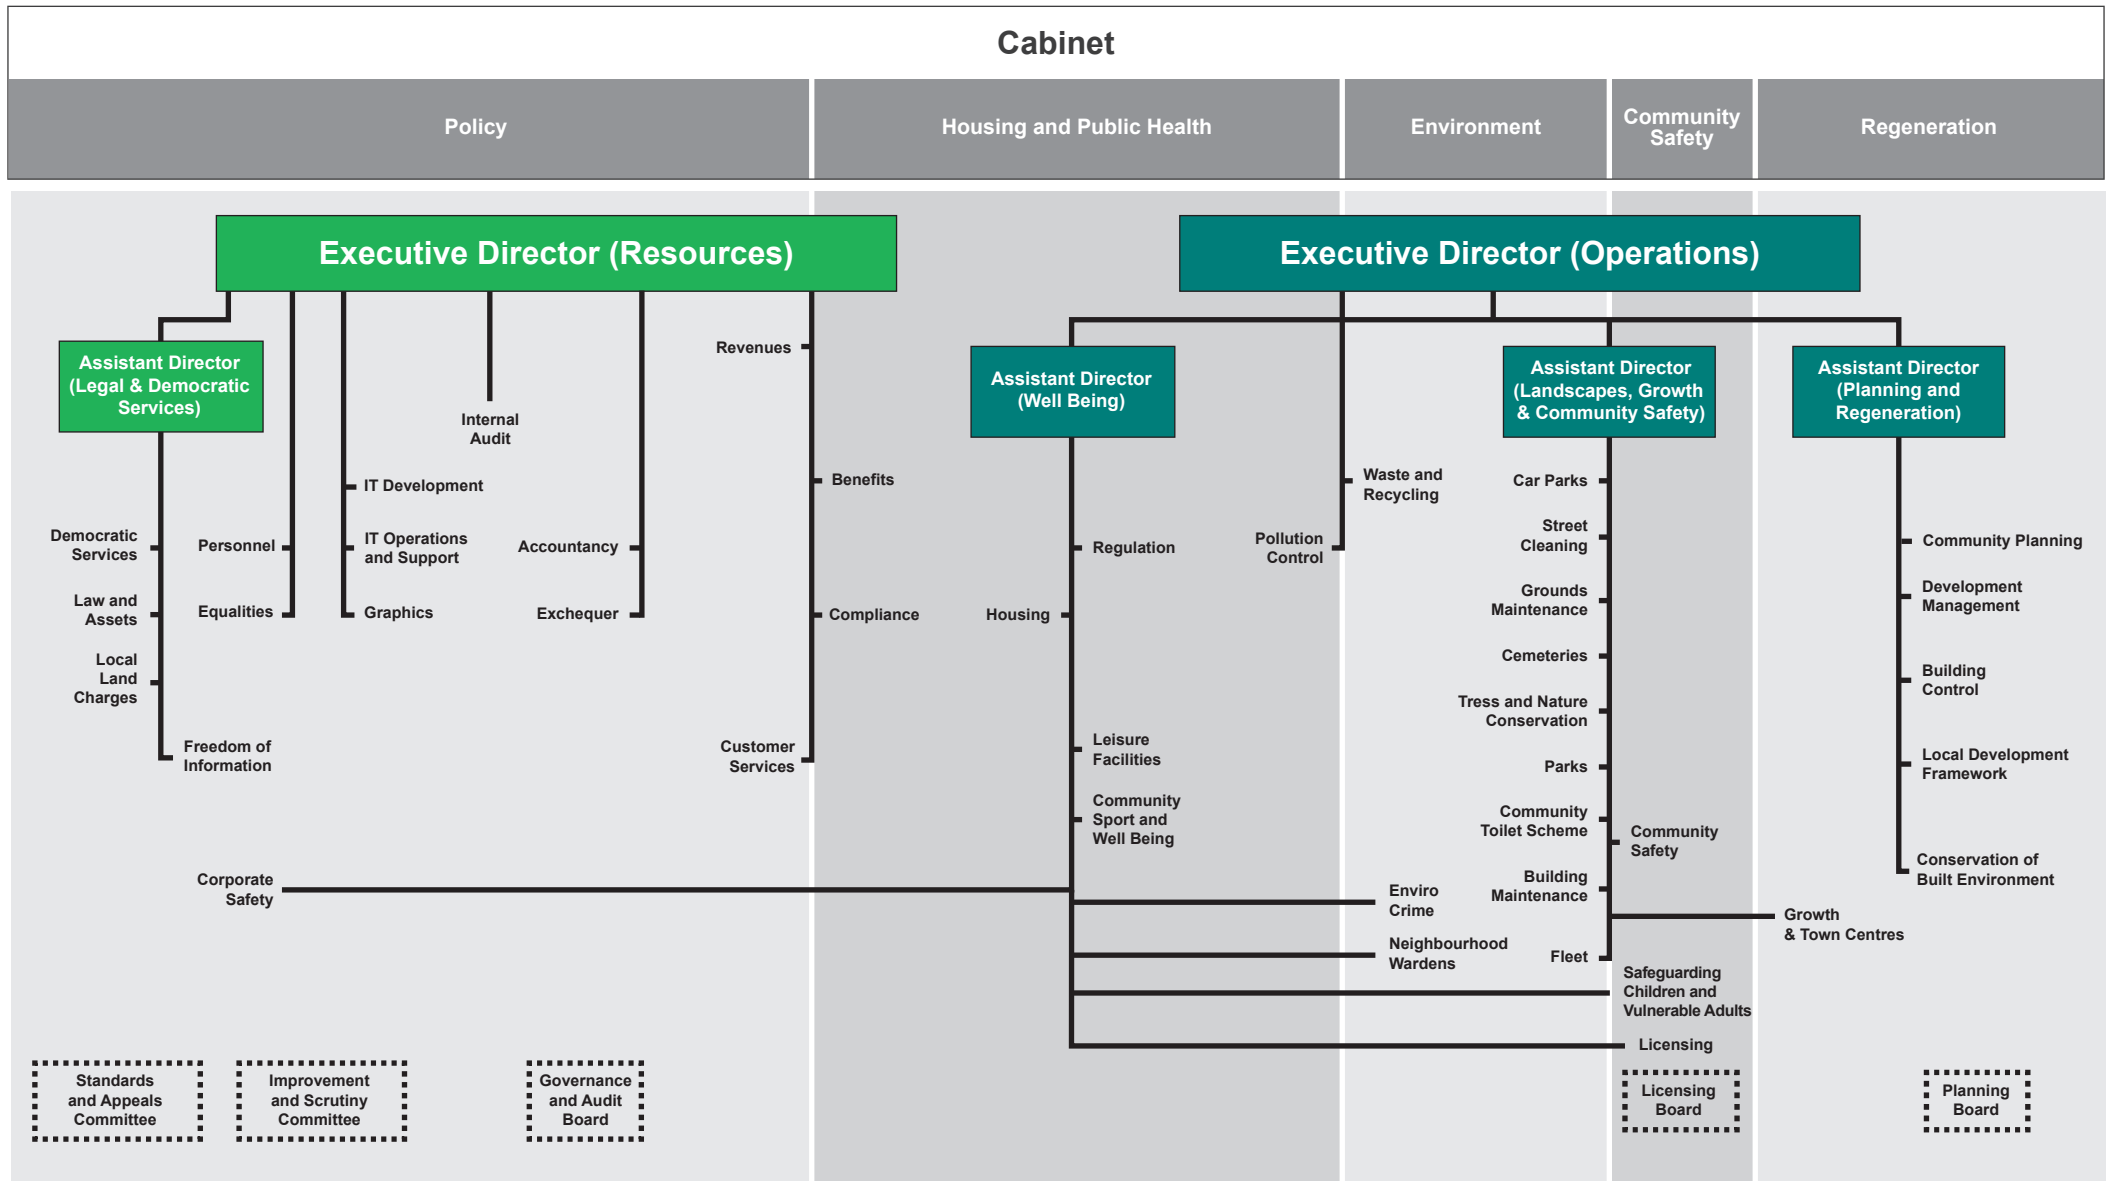 Cabinet
Policy
Housing and Public Health
Environment
Community
Safety
Regeneration
Executive Director (Resources)
Executive Director (Operations)
Assistant Director
(Legal & Democratic
Services)
Democratic
Services
Law and
Assets
Local
Land
Charges
Freedom of
Information
Personnel
Equalities
IT Development
IT Operations
and Support
Graphics
Internal
Audit
Accountancy
Exchequer
Revenues
Benefits
Compliance
Customer
Services
Assistant Director
(Well Being)
Regulation
Housing
Leisure
Facilities
Community
Sport and
Well Being
Corporate
Safety
Enviro
Crime
Neighbourhood
Wardens
Safeguarding
Children and
Vulnerable Adults
Licensing
Waste and
Recycling
Pollution
Control
Assistant Director
(Landscapes, Growth
& Community Safety)
Car Parks
Street
Cleaning
Grounds
Maintenance
Cemeteries
Tress and Nature
Conservation
Parks
Community
Toilet Scheme
Community
Safety
Building
Maintenance
Growth
& Town Centres
Fleet
Assistant Director
(Planning and
Regeneration)
Community Planning
Development
Management
Building
Control
Local Development
Framework
Conservation of
Built Environment
Standards
and Appeals
Committee
Improvement
and Scrutiny
Committee
Governance
and Audit
Board
Licensing
Board
Planning
Board